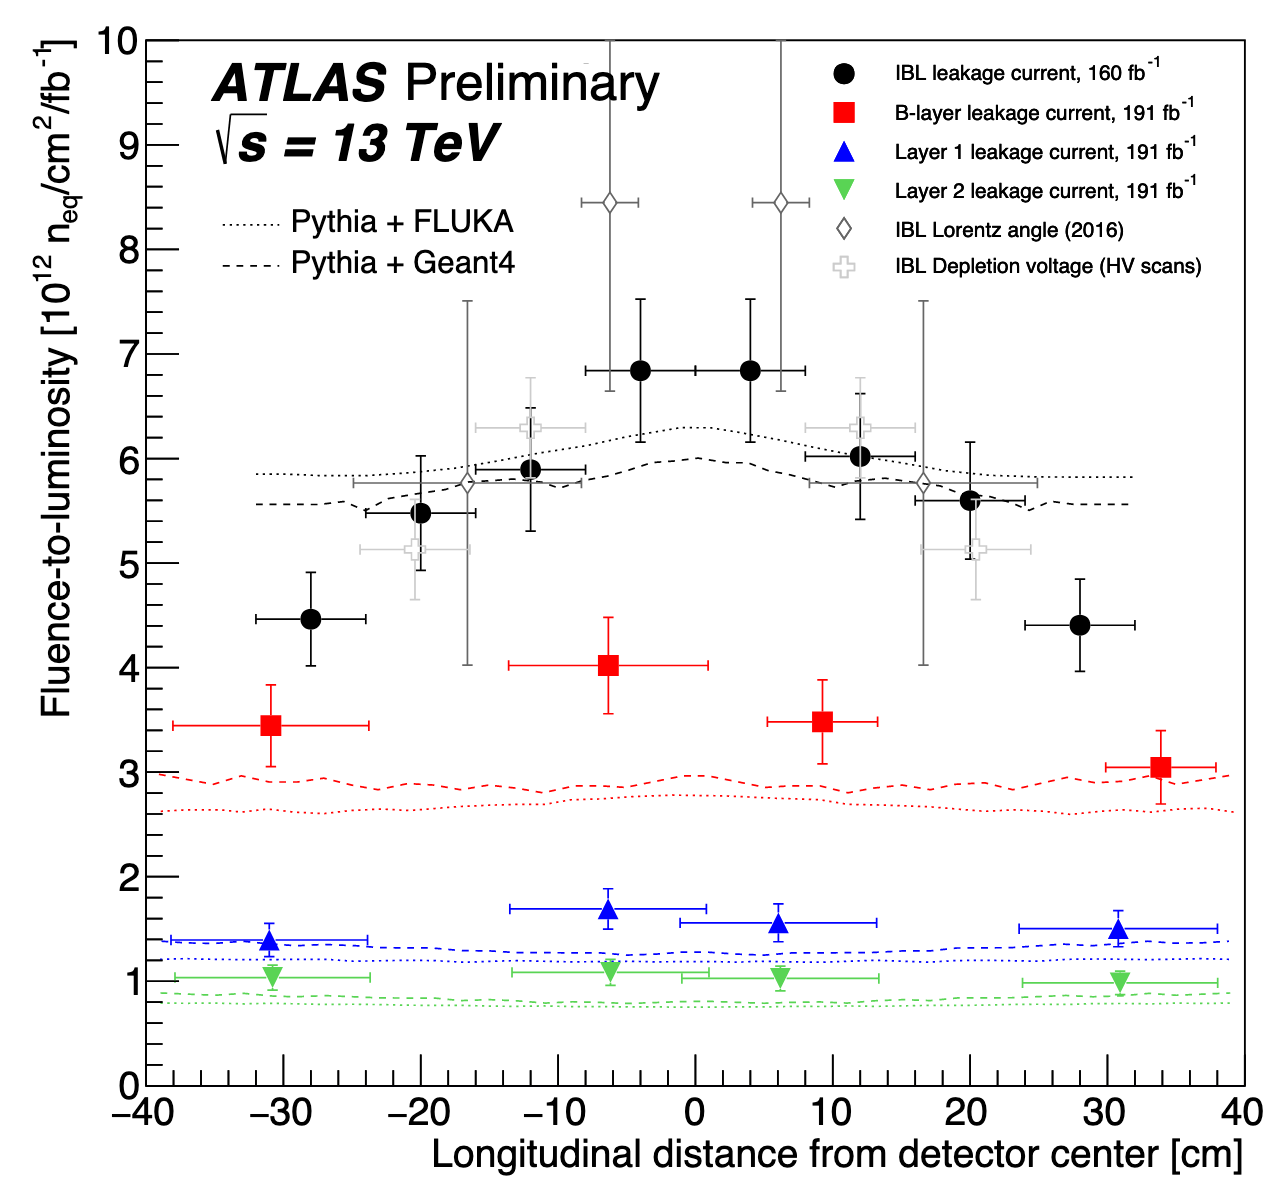 ATLAS Preliminary
√s = 13 TeV
Pythia + FLUKA
Pythia + Geant4
IBL leakage current, 160 fb⁻¹
B-layer leakage current, 191 fb⁻¹
Layer 1 leakage current, 191 fb⁻¹
Layer 2 leakage current, 191 fb⁻¹
IBL Lorentz angle (2016)
IBL Depletion voltage (HV scans)
Fluence-to-luminosity [10¹² n_eq/cm²/fb⁻¹]
10
9
8
7
6
5
4
3
2
1
0
−40 −30 −20 −10 0 10 20 30 40
Longitudinal distance from detector center [cm]